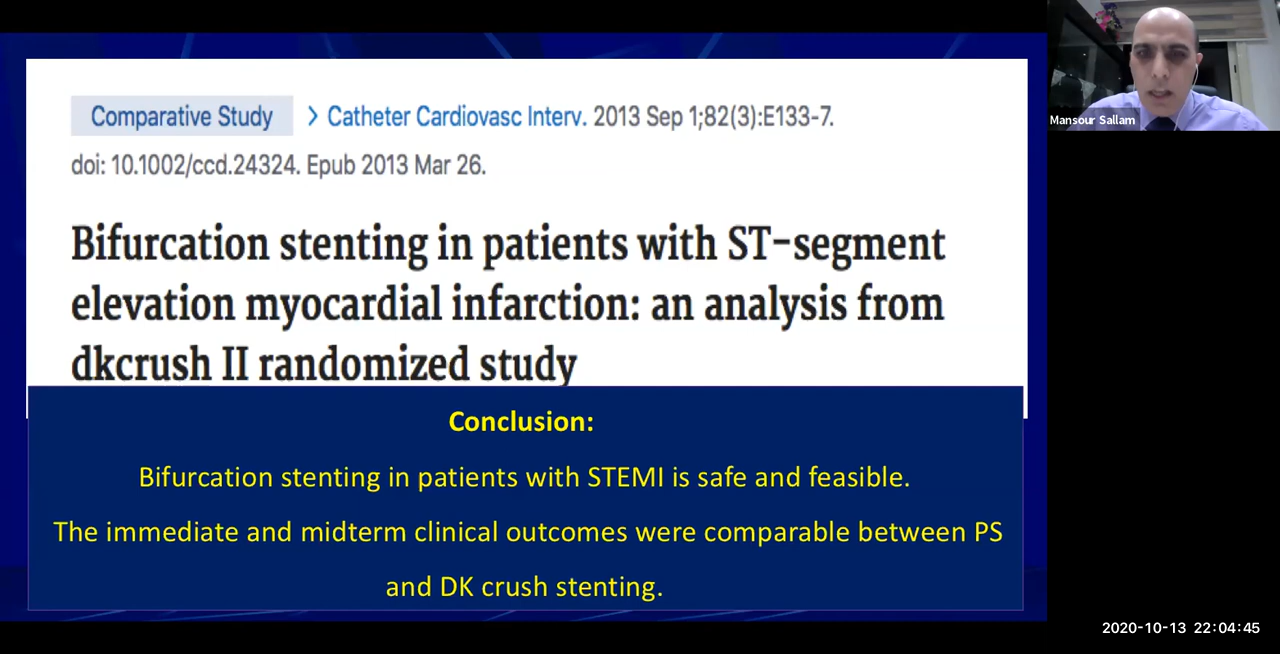 Comparative Study > Catheter Cardiovasc Interv. 2013 Sep 1;82(3):E133-7.
doi: 10.1002/ccd.24324. Epub 2013 Mar 26.
Bifurcation stenting in patients with ST-segment
elevation myocardial infarction: an analysis from
dkcrush II randomized study
Conclusion:
Bifurcation stenting in patients with STEMI is safe and feasible.
The immediate and midterm clinical outcomes were comparable between PS
and DK crush stenting.
Mansour Sallam
2020-10-13 22:04:45